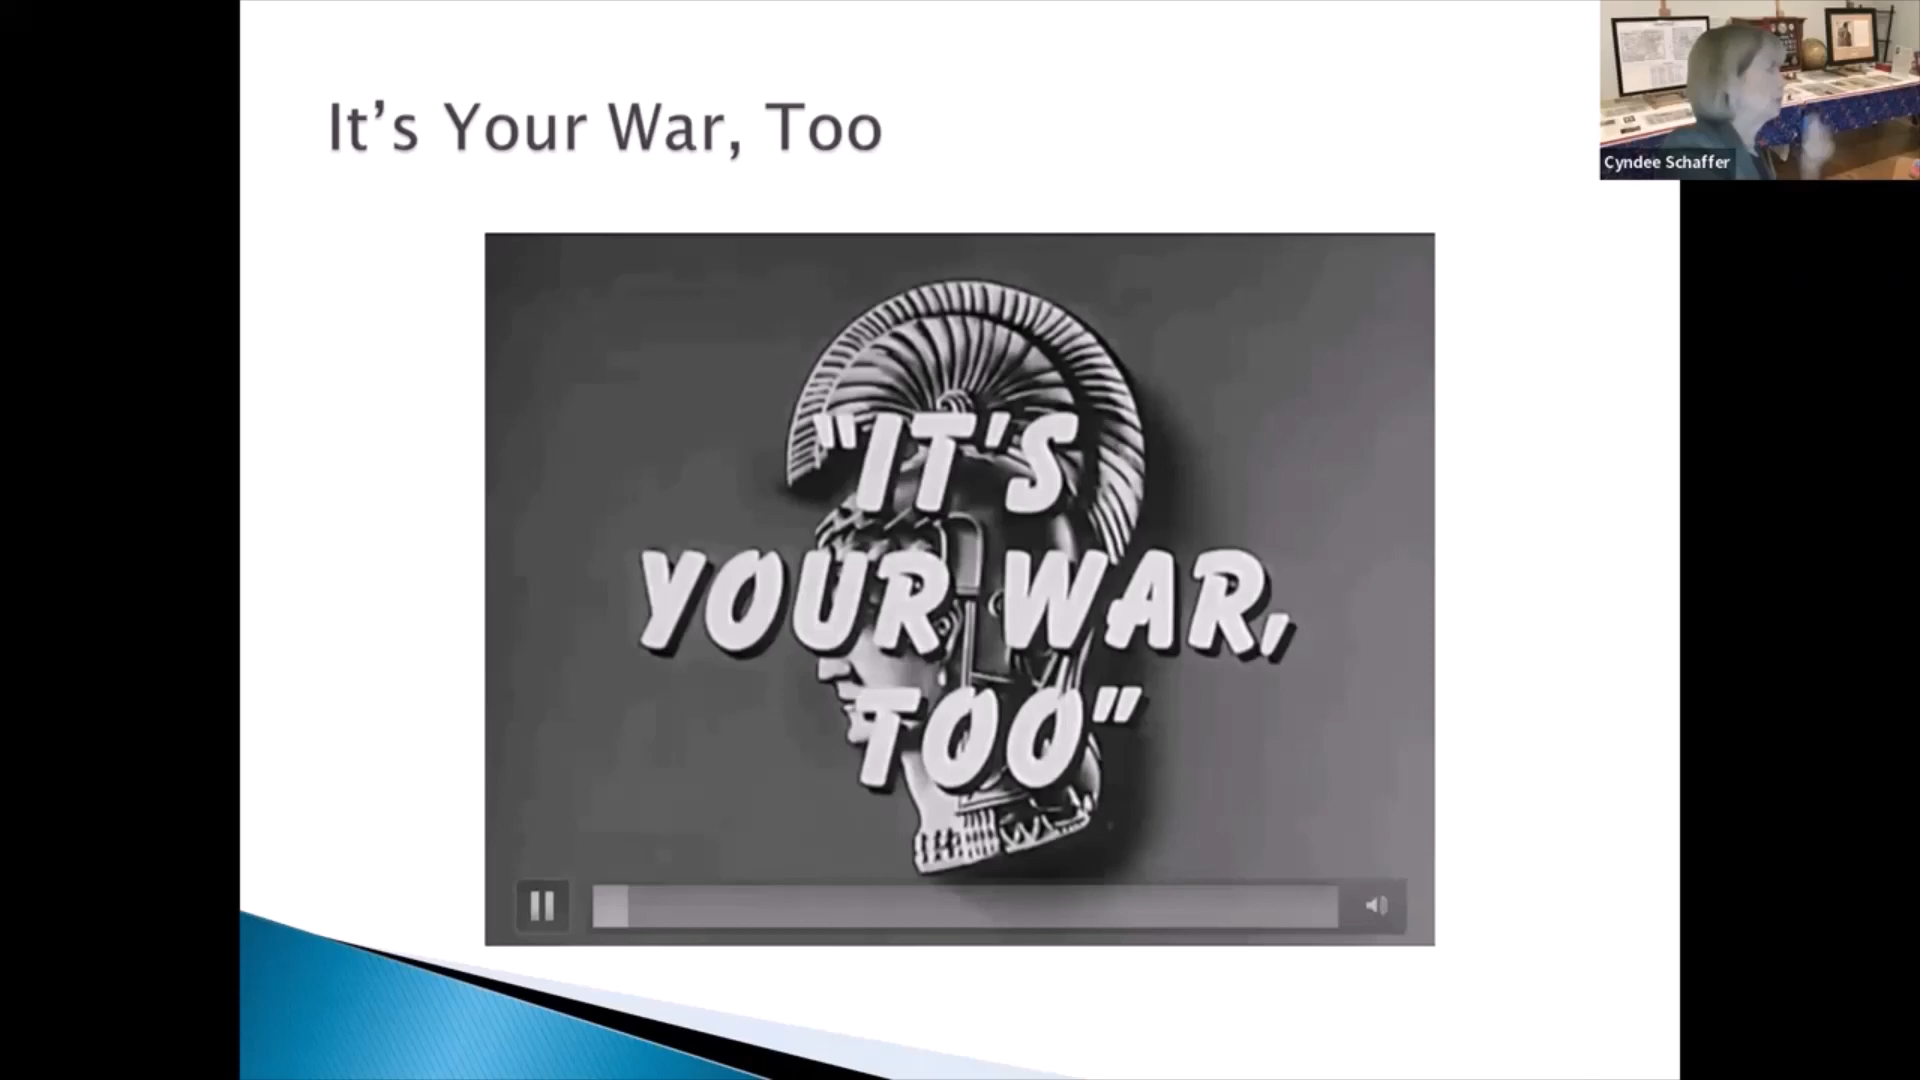 It’s Your War, Too
Cyndee Schaffer
"IT'S
YOUR WAR,
TOO"